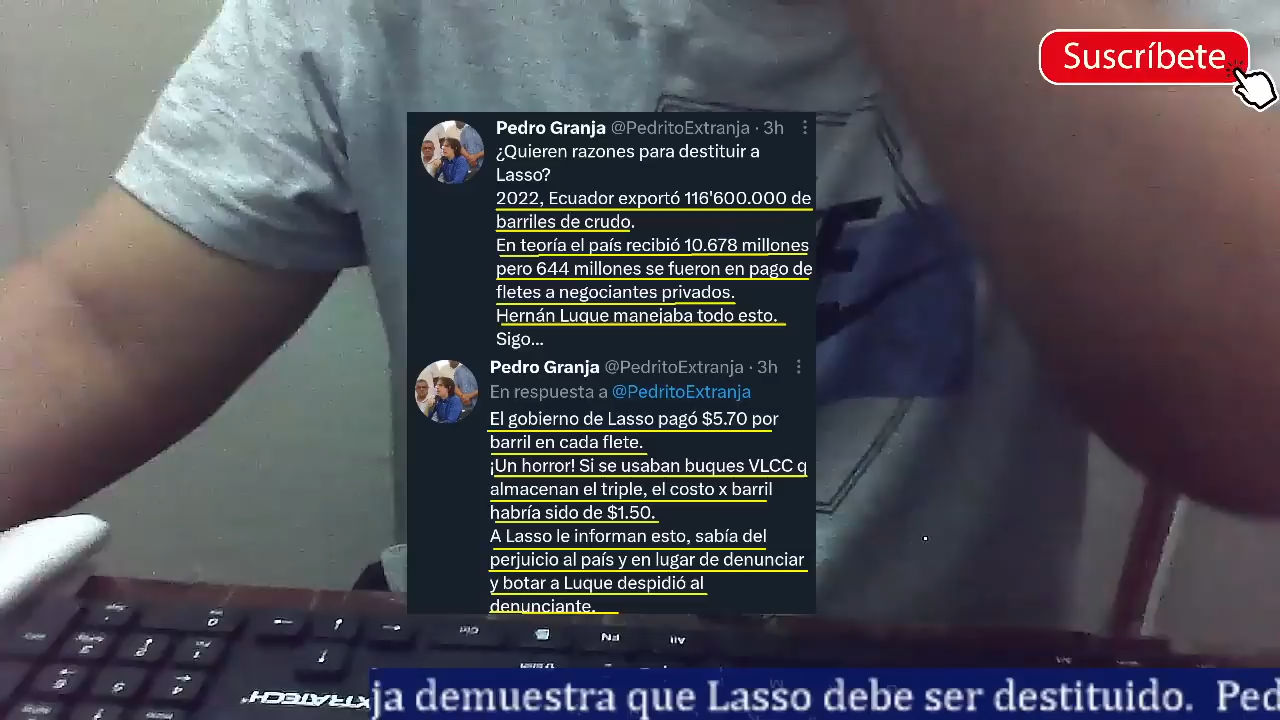 Suscríbete
Pedro Granja @PedritoExtranja · 3h
¿Quieren razones para destituir a
Lasso?
2022, Ecuador exportó 116'600.000 de
barriles de crudo.
En teoría el país recibió 10.678 millones
pero 644 millones se fueron en pago de
fletes a negociantes privados.
Hernán Luque manejaba todo esto.
Sigo...
Pedro Granja @PedritoExtranja · 3h
En respuesta a @PedritoExtranja
El gobierno de Lasso pagó $5.70 por
barril en cada flete.
¡Un horror! Si se usaban buques VLCC q
almacenan el triple, el costo x barril
habría sido de $1.50.
A Lasso le informan esto, sabía del
perjuicio al país y en lugar de denunciar
y botar a Luque despidió al
denunciante.
Ctrl
FN
Alt
XTRATECH
ja demuestra que Lasso debe ser destituido. Ped